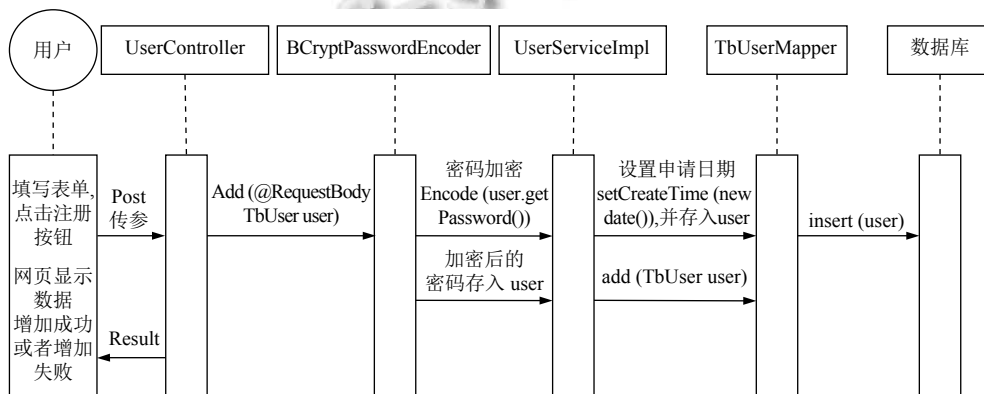 用户
UserController
BCryptPasswordEncoder
UserServiceImpl
TbUserMapper
数据库
填写表单,
点击注册
按钮
网页显示
数据
增加成功
或者增加
失败
Post
传参
Result
Add (@RequestBody
TbUser user)
密码加密
Encode (user.get
Password())
加密后的
密码存入 user
设置申请日期
setCreateTime (new
date()),并存入user
add (TbUser user)
insert (user)